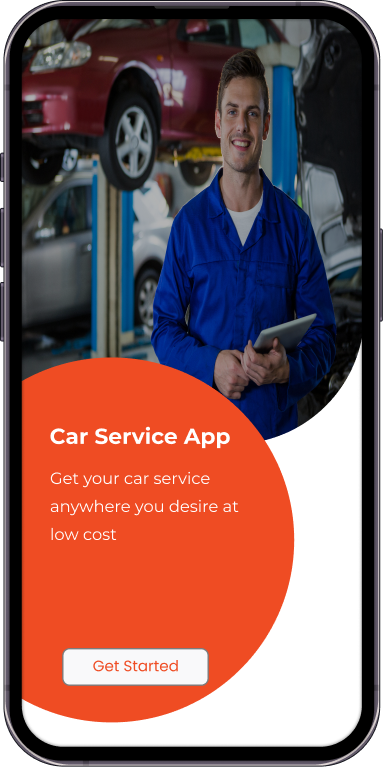 Car Service App
Get your car service
anywhere you desire at
low cost
Get Started